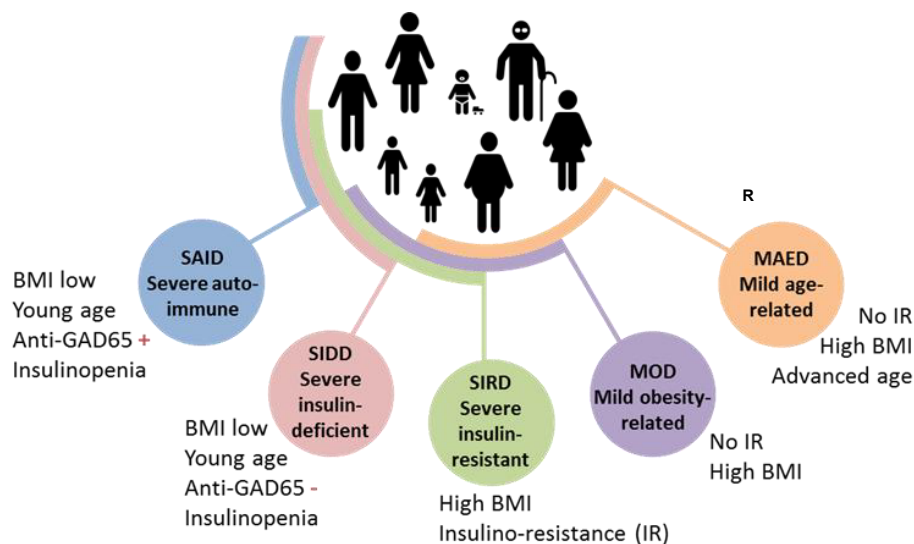 R
SAID
Severe auto-
immune
BMI low
Young age
Anti-GAD65 +
Insulinopenia
SIDD
Severe
insulin-
deficient
BMI low
Young age
Anti-GAD65 -
Insulinopenia
SIRD
Severe
insulin-
resistant
High BMI
Insulino-resistance (IR)
MOD
Mild obesity-
related
No IR
High BMI
MAED
Mild age-
related
No IR
High BMI
Advanced age